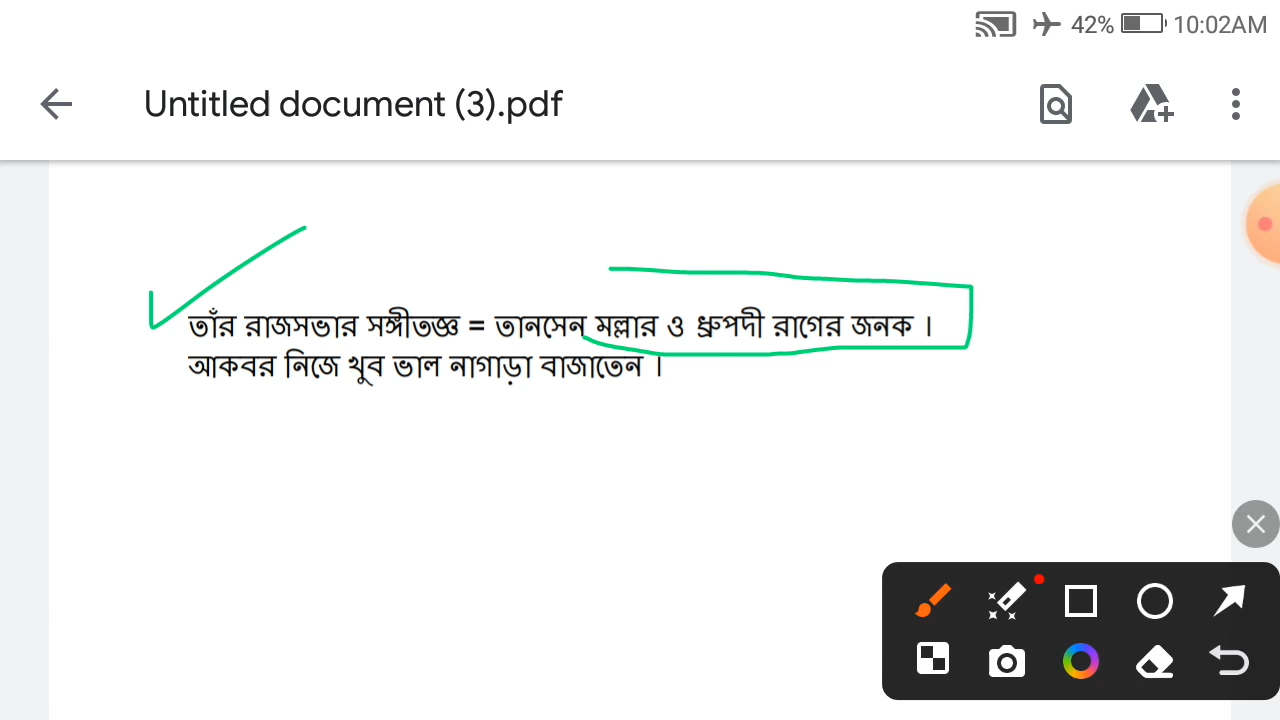 42% 10:02AM
Untitled document (3).pdf
তাঁর রাজসভার সঙ্গীতজ্ঞ = তানসেন মল্লার ও ধ্রুপদী রাগের জনক ।
আকবর নিজে খুব ভাল নাগাড়া বাজাতেন ।